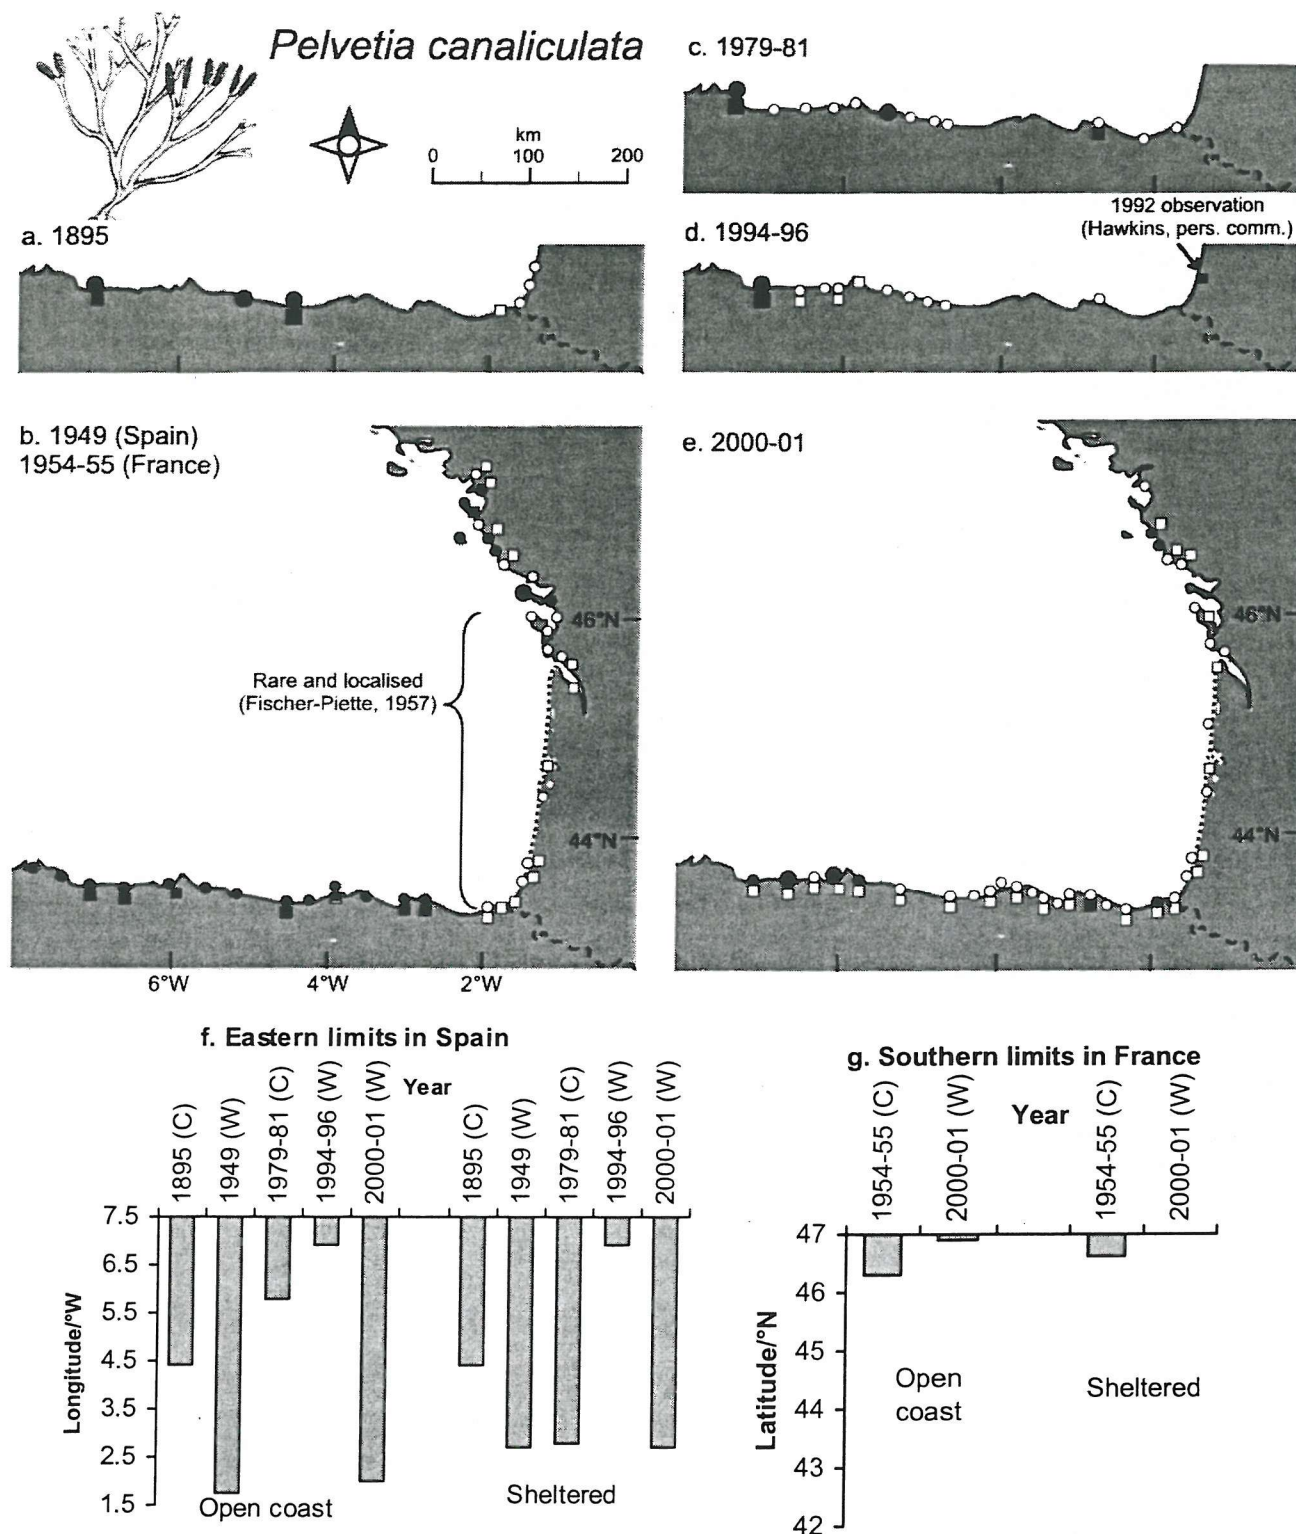 Pelvetia canaliculata
km
0 100 200
a. 1895
b. 1949 (Spain)
1954-55 (France)
46°N
Rare and localised
(Fischer-Piette, 1957)
44°N
6°W 4°W 2°W
c. 1979-81
1992 observation
(Hawkins, pers. comm.)
d. 1994-96
e. 2000-01
46°N
44°N
f. Eastern limits in Spain
Year
1895 (C)
1949 (W)
1979-81 (C)
1994-96 (W)
2000-01 (W)
1895 (C)
1949 (W)
1979-81 (C)
1994-96 (W)
2000-01 (W)
Longitude/°W
7.5
6.5
5.5
4.5
3.5
2.5
1.5
Open coast
Sheltered
g. Southern limits in France
Year
1954-55 (C)
2000-01 (W)
1954-55 (C)
2000-01 (W)
Latitude/°N
47
46
45
44
43
42
Open
coast
Sheltered